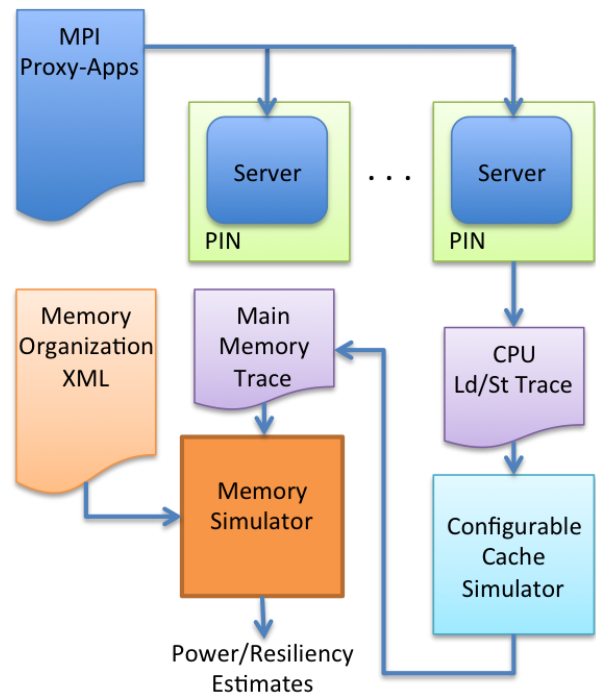 MPI
Proxy-Apps
Server
PIN
. . .
Server
PIN
Memory
Organization
XML
Main
Memory
Trace
CPU
Ld/St Trace
Memory
Simulator
Configurable
Cache
Simulator
Power/Resiliency
Estimates